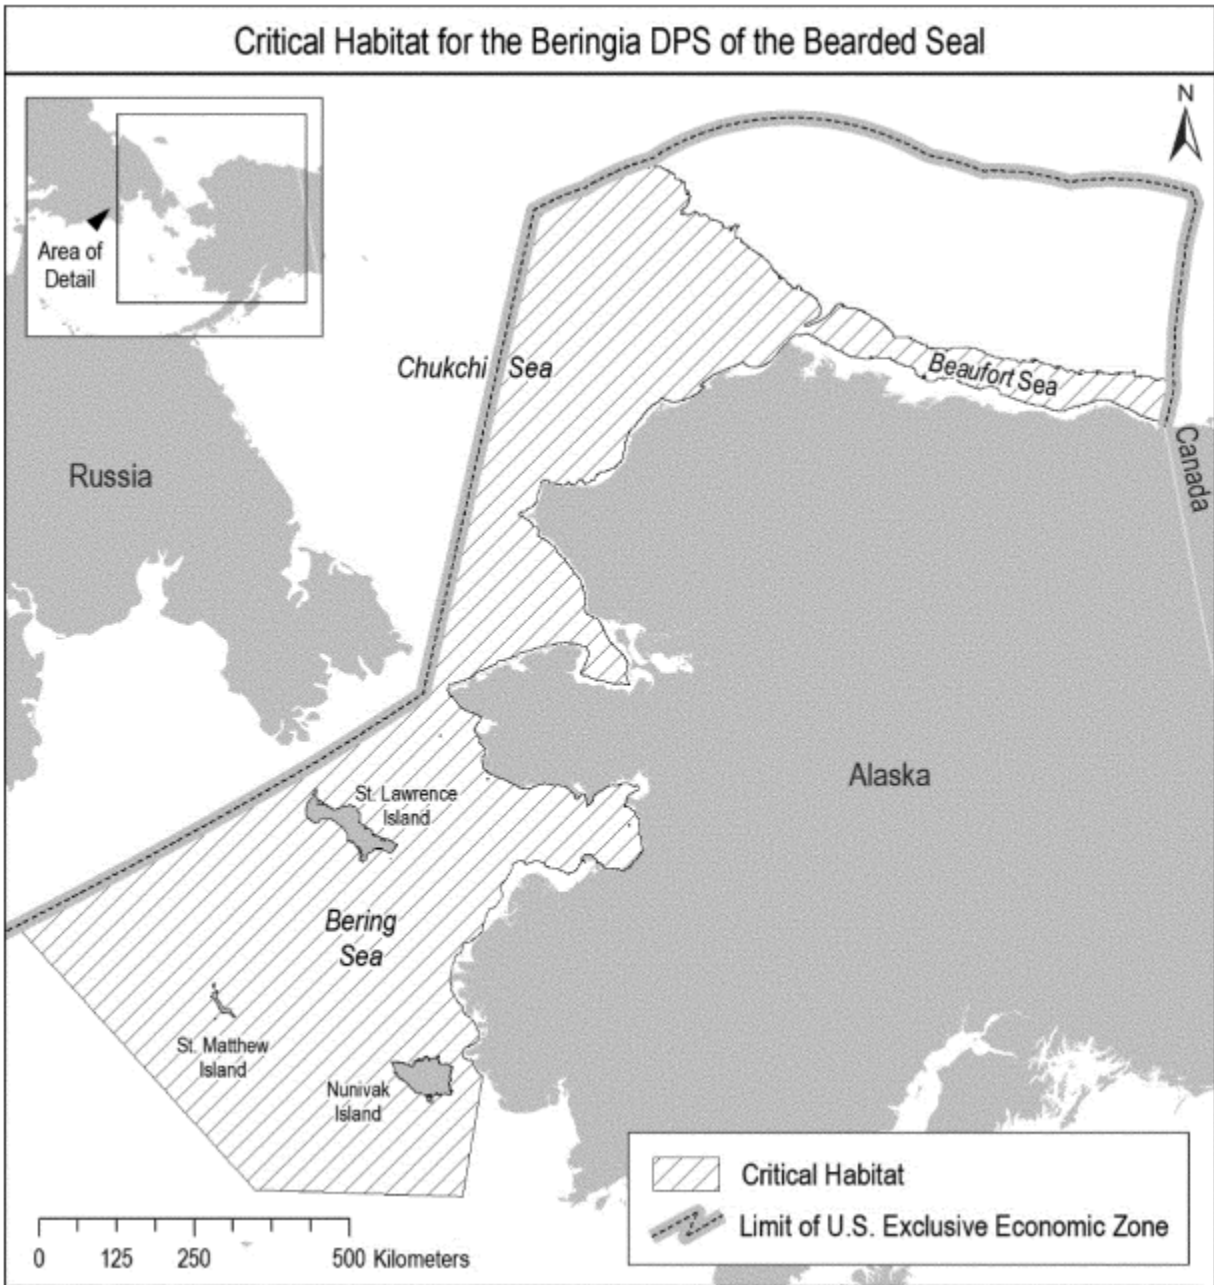 Critical Habitat for the Beringia DPS of the Bearded Seal
N
Area of
Detail
Chukchi Sea
Beaufort Sea
Russia
Canada
Alaska
St. Lawrence
Island
Bering
Sea
St. Matthew
Island
Nunivak
Island
Critical Habitat
Limit of U.S. Exclusive Economic Zone
0 125 250 500 Kilometers